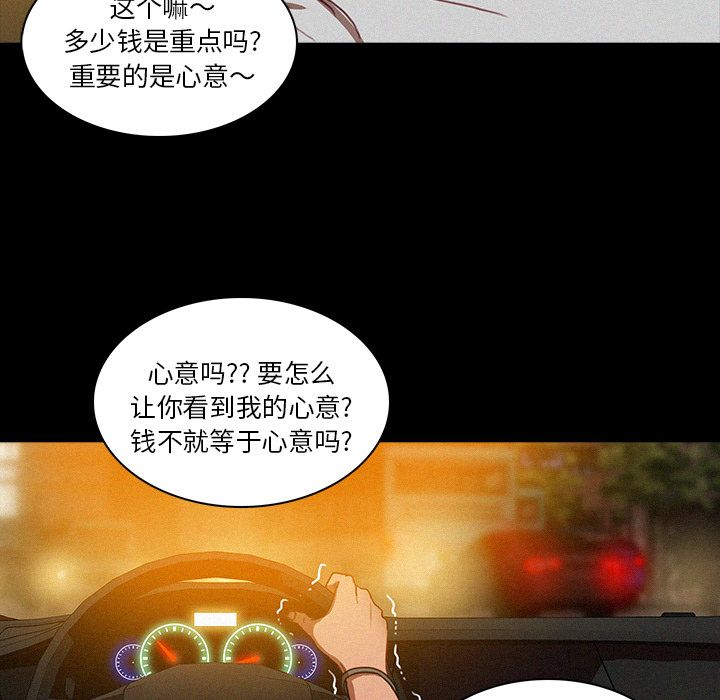 这个嘛～
多少钱是重点吗?
重要的是心意～
心意吗?? 要怎么
让你看到我的心意?
钱不就等于心意吗?